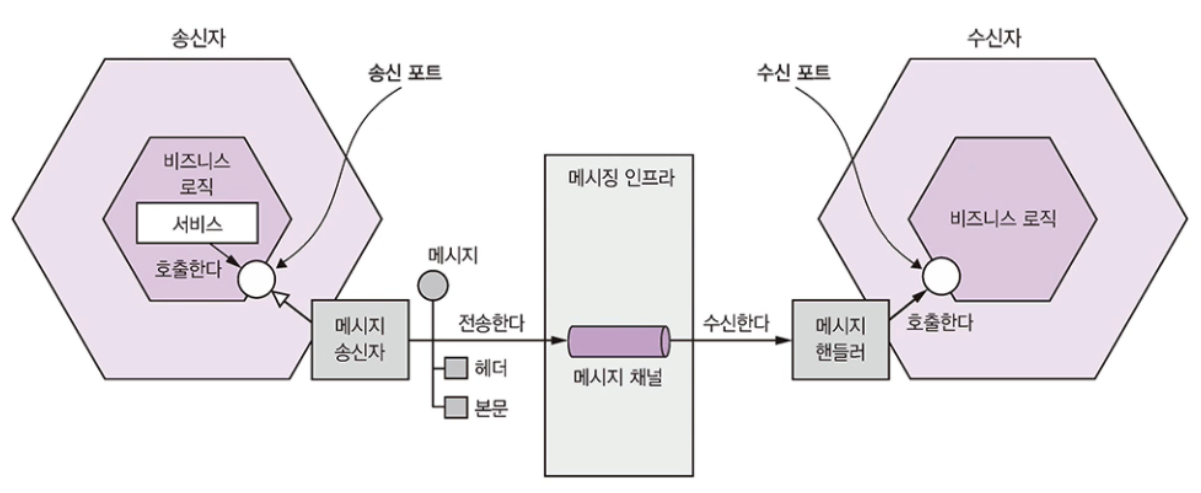 송신자
수신자
송신 포트
수신 포트
비즈니스
로직
서비스
호출한다
메시지
송신자
메시지
전송한다
헤더
본문
메시징 인프라
메시지 채널
수신한다
메시지
핸들러
호출한다
비즈니스 로직